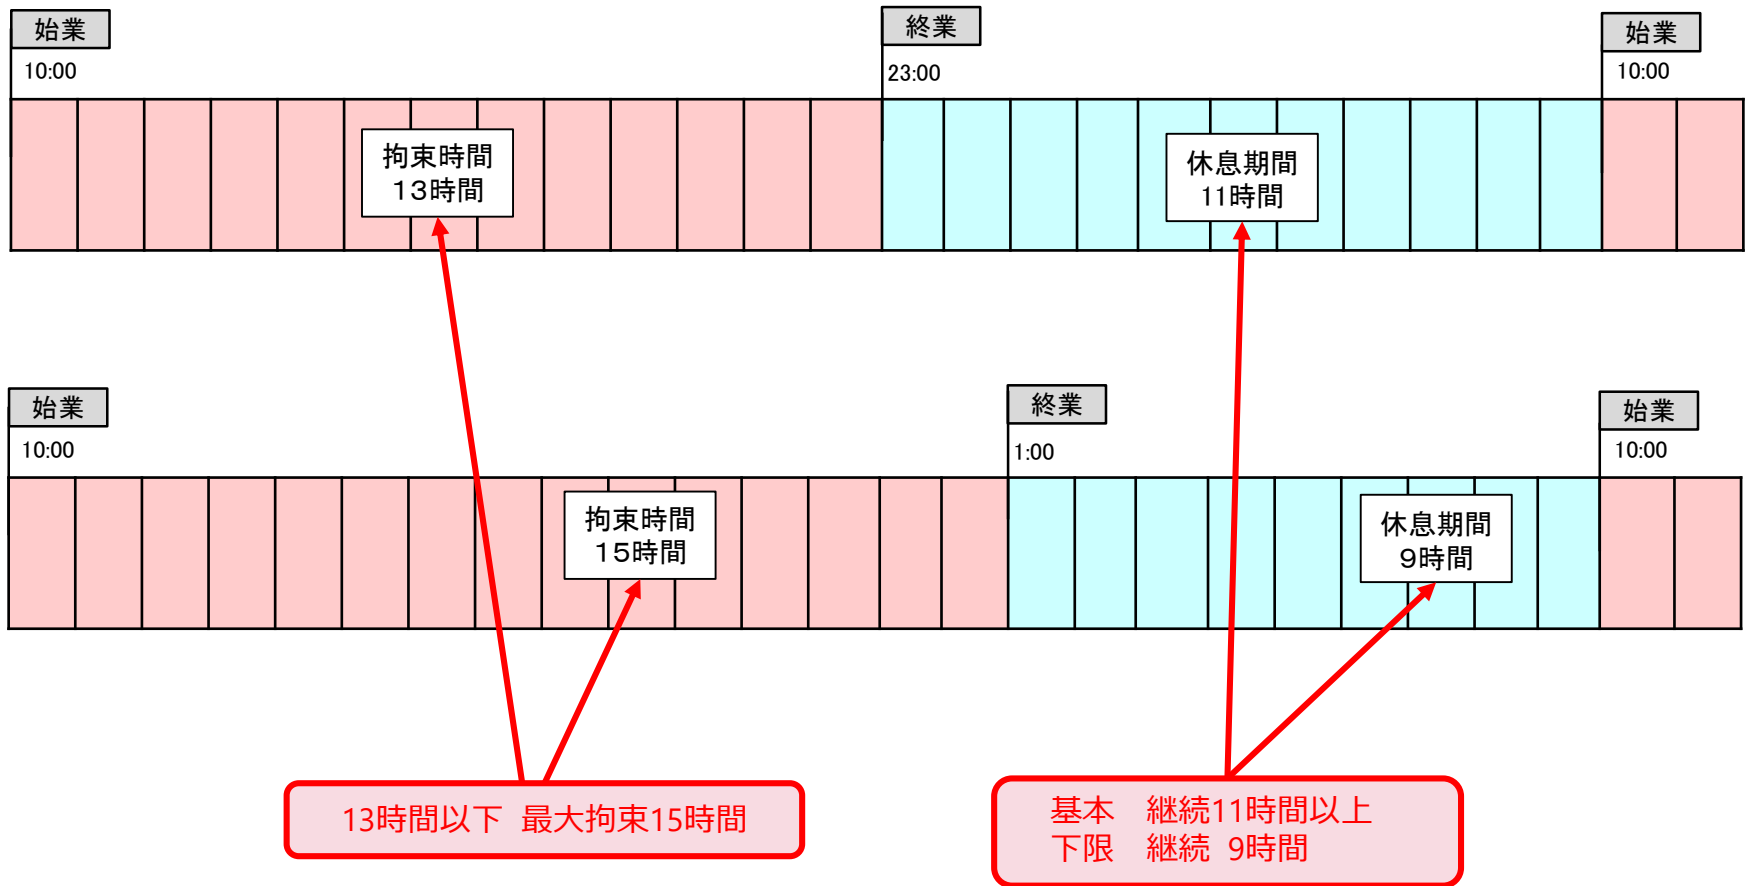 始業
終業
始業
10:00
23:00
10:00
拘束時間
１３時間
休息期間
11時間
始業
終業
始業
10:00
1:00
10:00
拘束時間
１５時間
休息期間
９時間
13時間以下 最大拘束15時間
基本　継続11時間以上
下限　継続 9時間